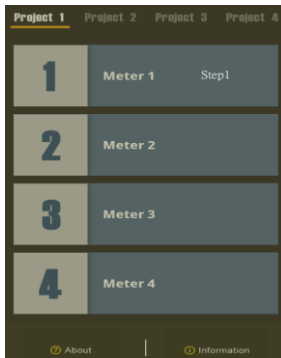 Project 1 Project 2 Project 3 Project 4
1 Meter 1 Step1
2 Meter 2
3 Meter 3
4 Meter 4
About Information